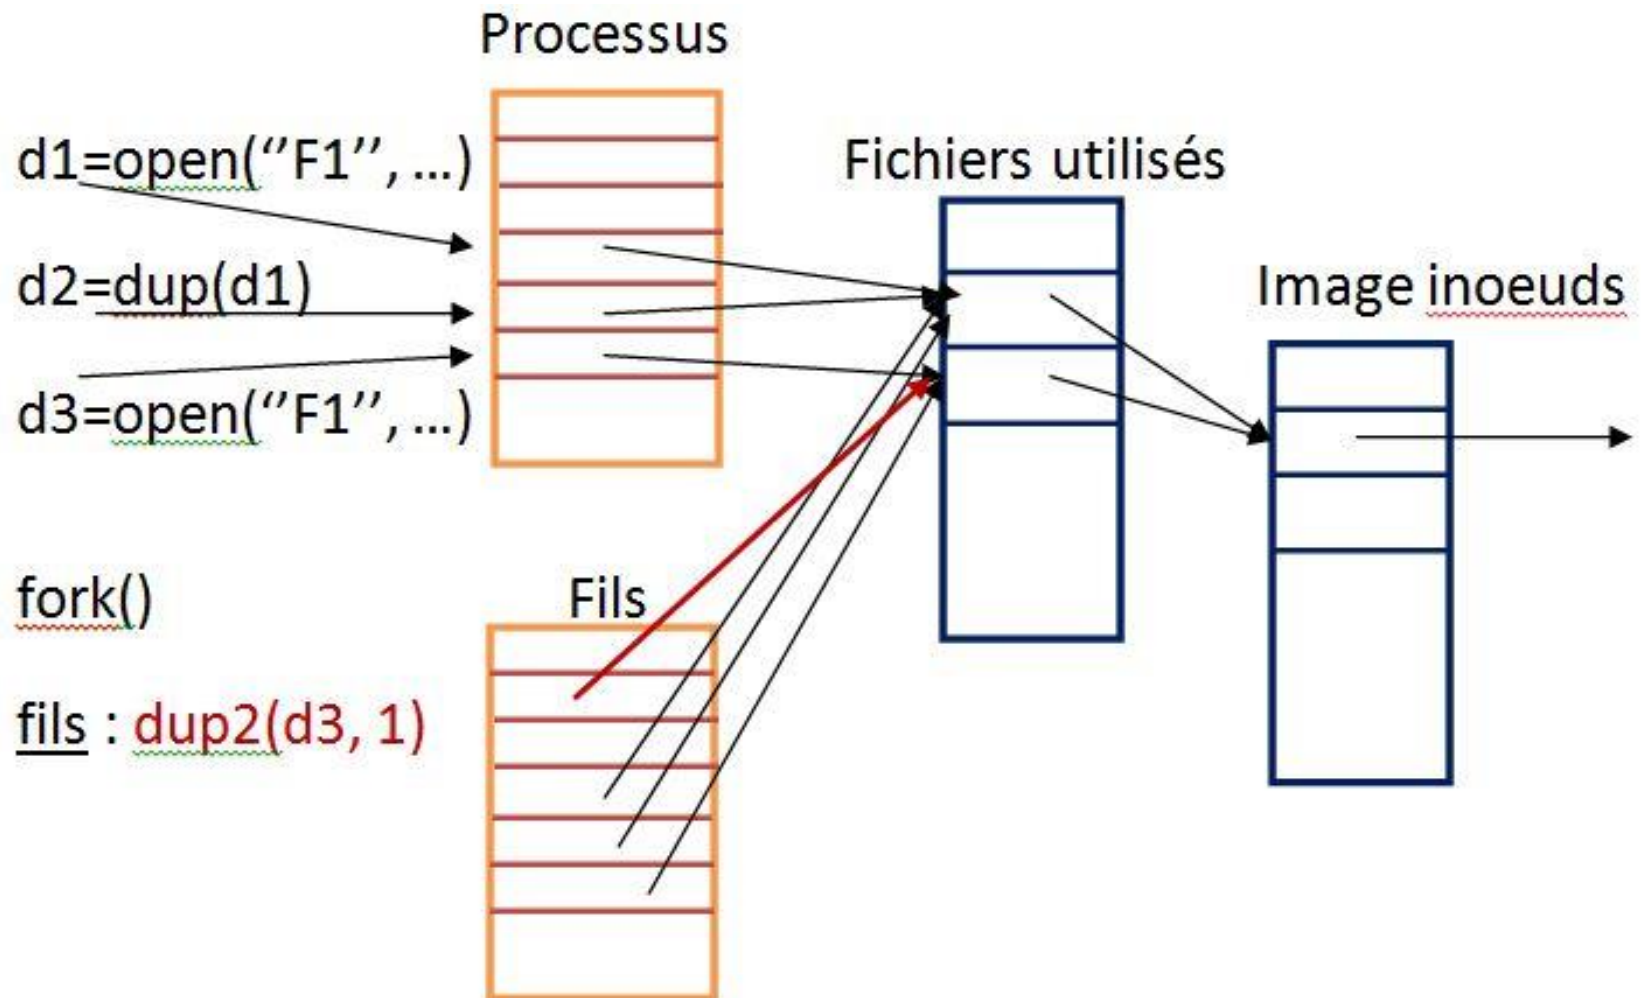 Processus
d1=open(‘’F1’’, …)
Fichiers utilisés
d2=dup(d1)
Image inoeuds
d3=open(‘’F1’’, …)
fork()
Fils
fils : dup2(d3, 1)